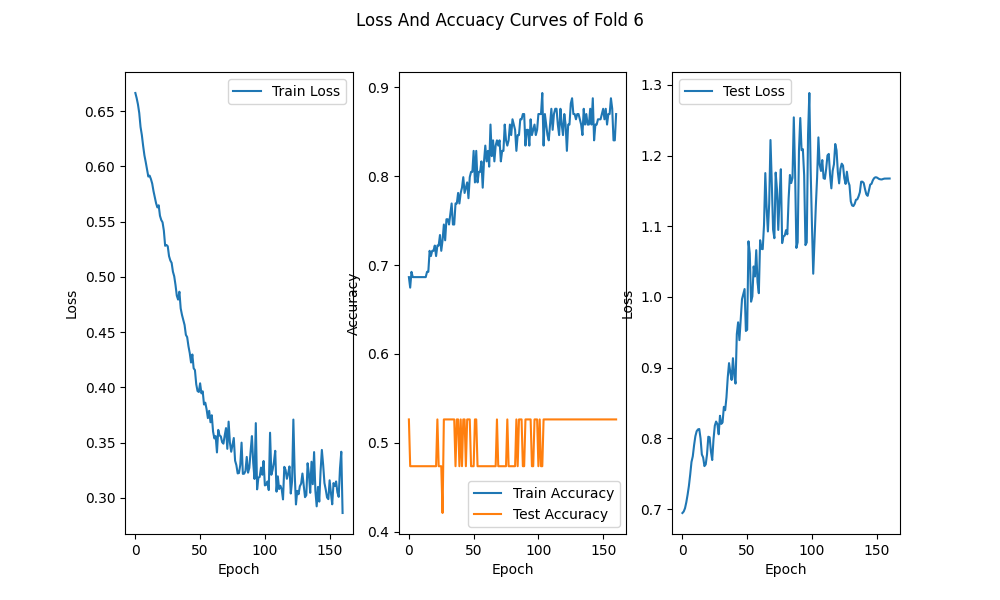 Loss And Accuacy Curves of Fold 6
Train Loss
0.65
0.60
0.55
0.50
0.45
0.40
0.35
0.30
Loss
0 50 100 150
Epoch
0.9
0.8
0.7
0.6
0.5
0.4
Accuracy
Train Accuracy
Test Accuracy
0 50 100 150
Epoch
Test Loss
1.3
1.2
1.1
1.0
0.9
0.8
0.7
Loss
0 50 100 150
Epoch